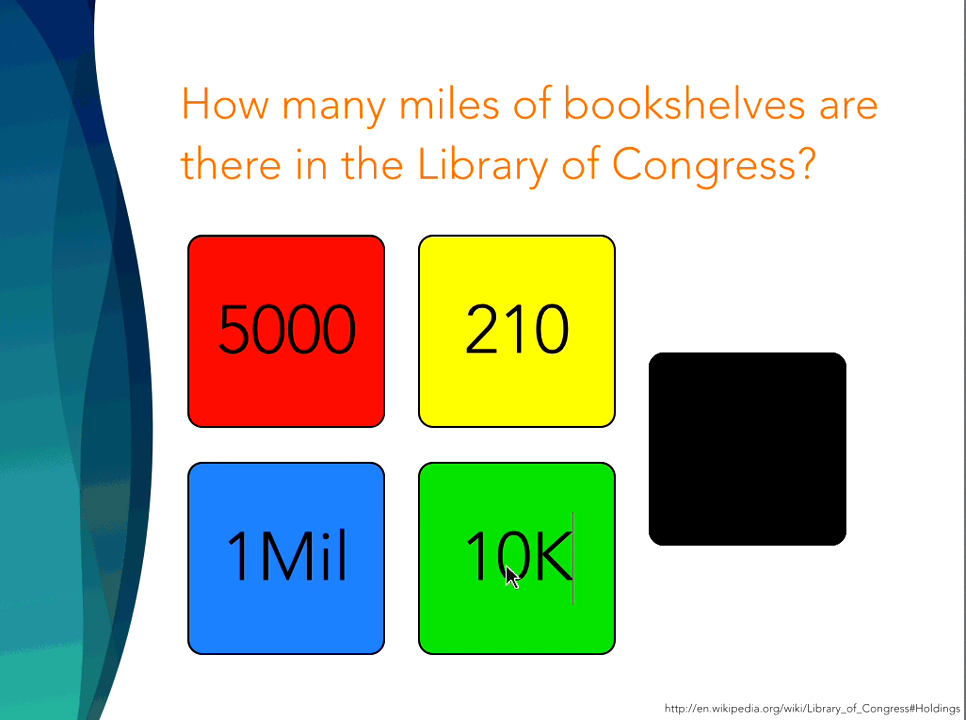 How many miles of bookshelves are
there in the Library of Congress?
5000
210
1Mil
10K
http://en.wikipedia.org/wiki/Library_of_Congress#Holdings